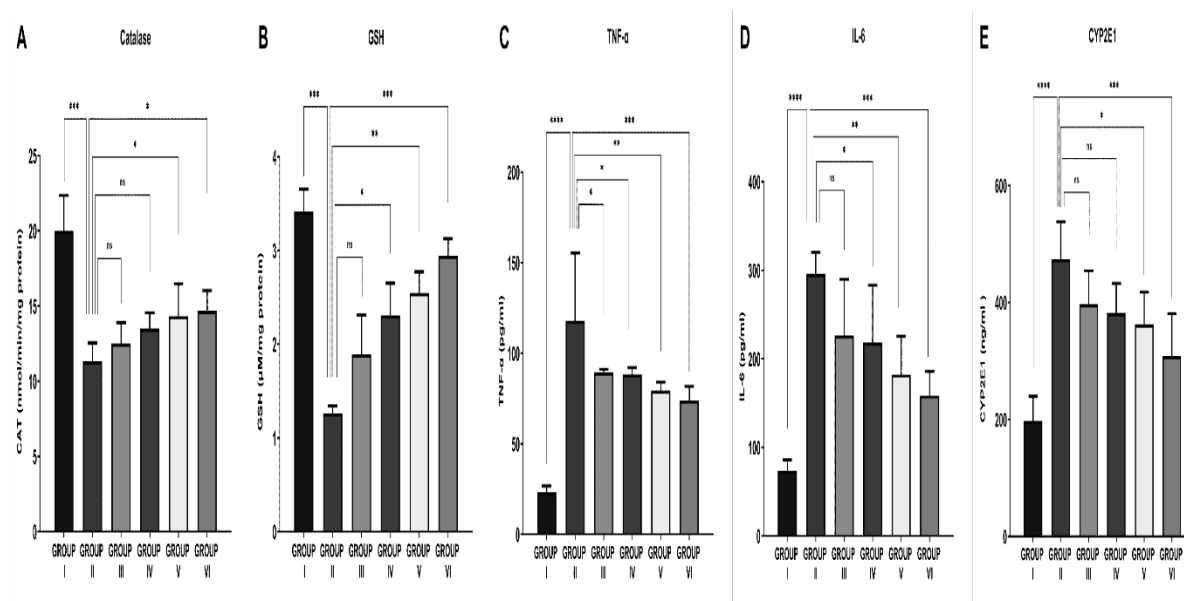 A
Catalase
***
*
*
ns
ns
CAT (nmol/min/mg protein)
25
20
15
10
5
0
GROUP GROUP GROUP GROUP GROUP GROUP
I II III IV V VI
B
GSH
***
***
**
*
ns
GSH (µM/mg protein)
4
3
2
1
0
GROUP GROUP GROUP GROUP GROUP GROUP
I II III IV V VI
C
TNF-α
****
***
**
*
*
TNF-α (pg/ml)
200
150
100
50
0
GROUP GROUP GROUP GROUP GROUP GROUP
I II III IV V VI
D
IL-6
****
***
**
*
ns
IL-6 (pg/ml)
400
300
200
100
0
GROUP GROUP GROUP GROUP GROUP GROUP
I II III IV V VI
E
CYP2E1
****
***
*
ns
ns
CYP2E1 (ng/ml )
600
400
200
0
GROUP GROUP GROUP GROUP GROUP GROUP
I II III IV V VI